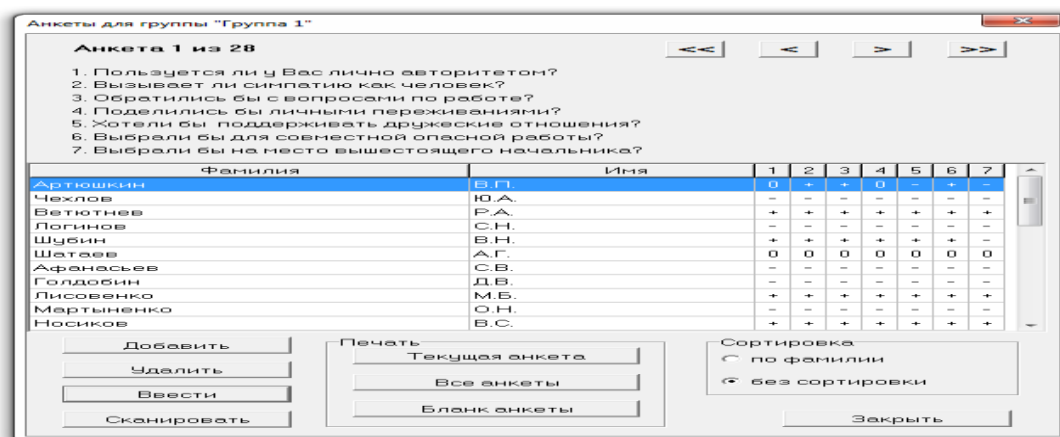 Анкеты для группы "Группа 1"
Анкета 1 из 28
<< < > >>
1. Пользуется ли у Вас лично авторитетом?
2. Вызывает ли симпатию как человек?
3. Обратились бы с вопросами по работе?
4. Поделились бы личными переживаниями?
5. Хотели бы поддерживать дружеские отношения?
6. Выбрали бы для совместной опасной работы?
7. Выбрали бы на место вышестоящего начальника?
Фамилия Имя 1 2 3 4 5 6 7
Артюшкин В.П. 0 + + 0 - + -
Чехлов Ю.А. - - - - - - -
Ветютнев Р.А. + + + + + + +
Логинов С.Н. - - - - - - -
Шубин В.Н. + + + + + + -
Шатаев А.Г. 0 0 0 0 0 0 0
Афанасьев С.В. - - - - - - -
Голдобин Д.В. - - - - - - -
Лисовенко М.Б. + + + + + + +
Мартыненко О.Н. - - - - - - -
Носиков В.С. + + + + + + +
Добавить
Удалить
Ввести
Сканировать
Печать
Текущая анкета
Все анкеты
Бланк анкеты
Сортировка
по фамилии
без сортировки
Закрыть